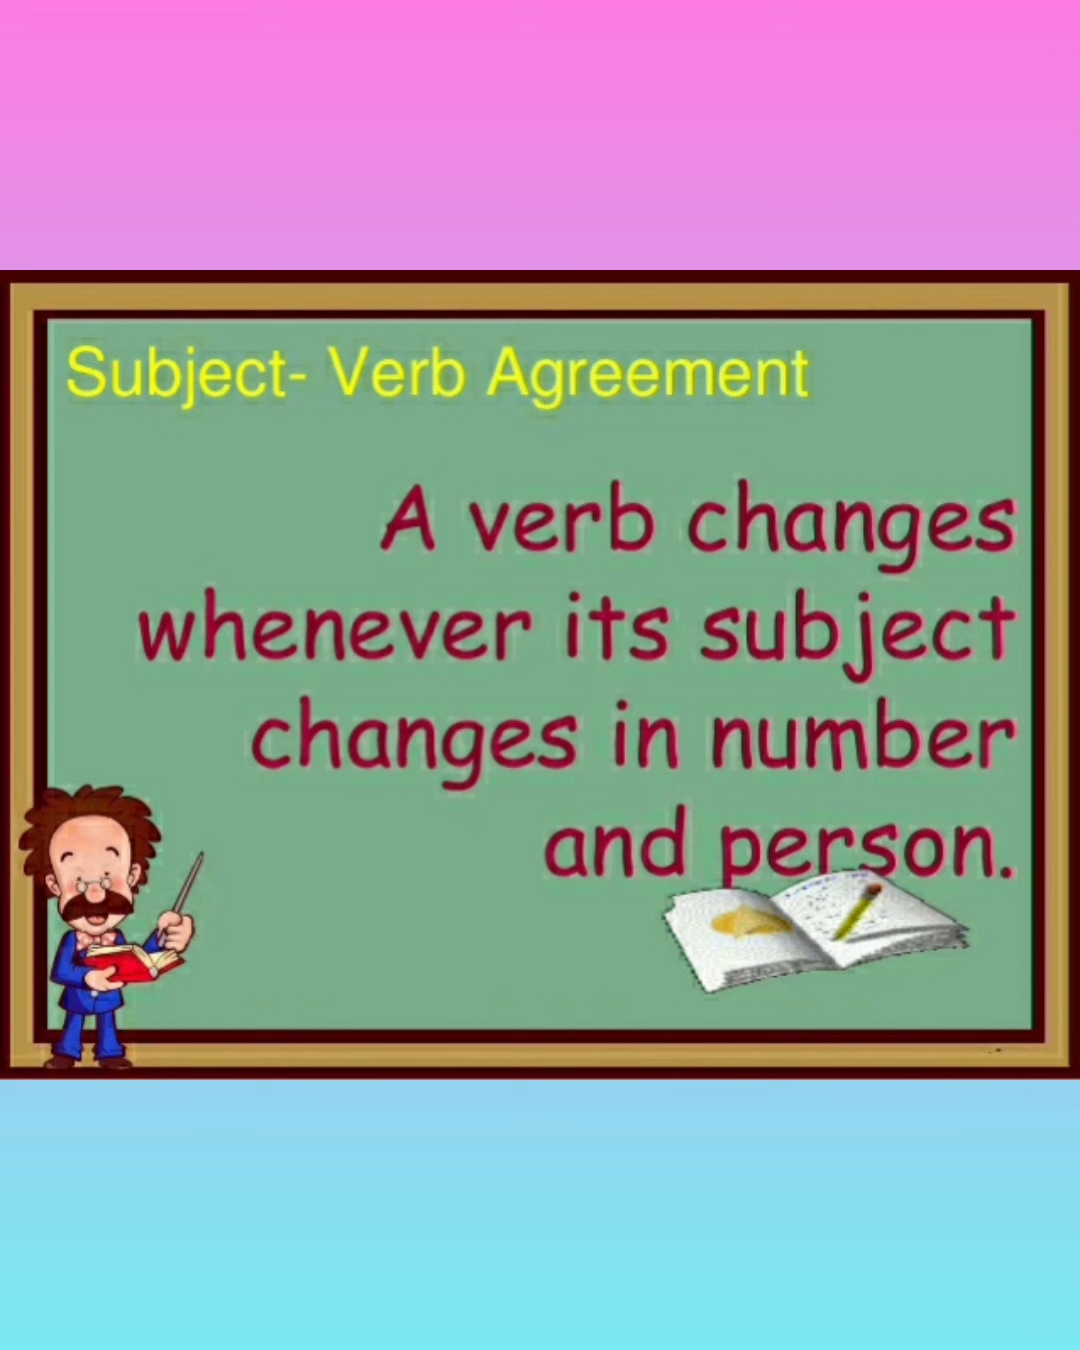 Subject- Verb Agreement
A verb changes
whenever its subject
changes in number
and person.